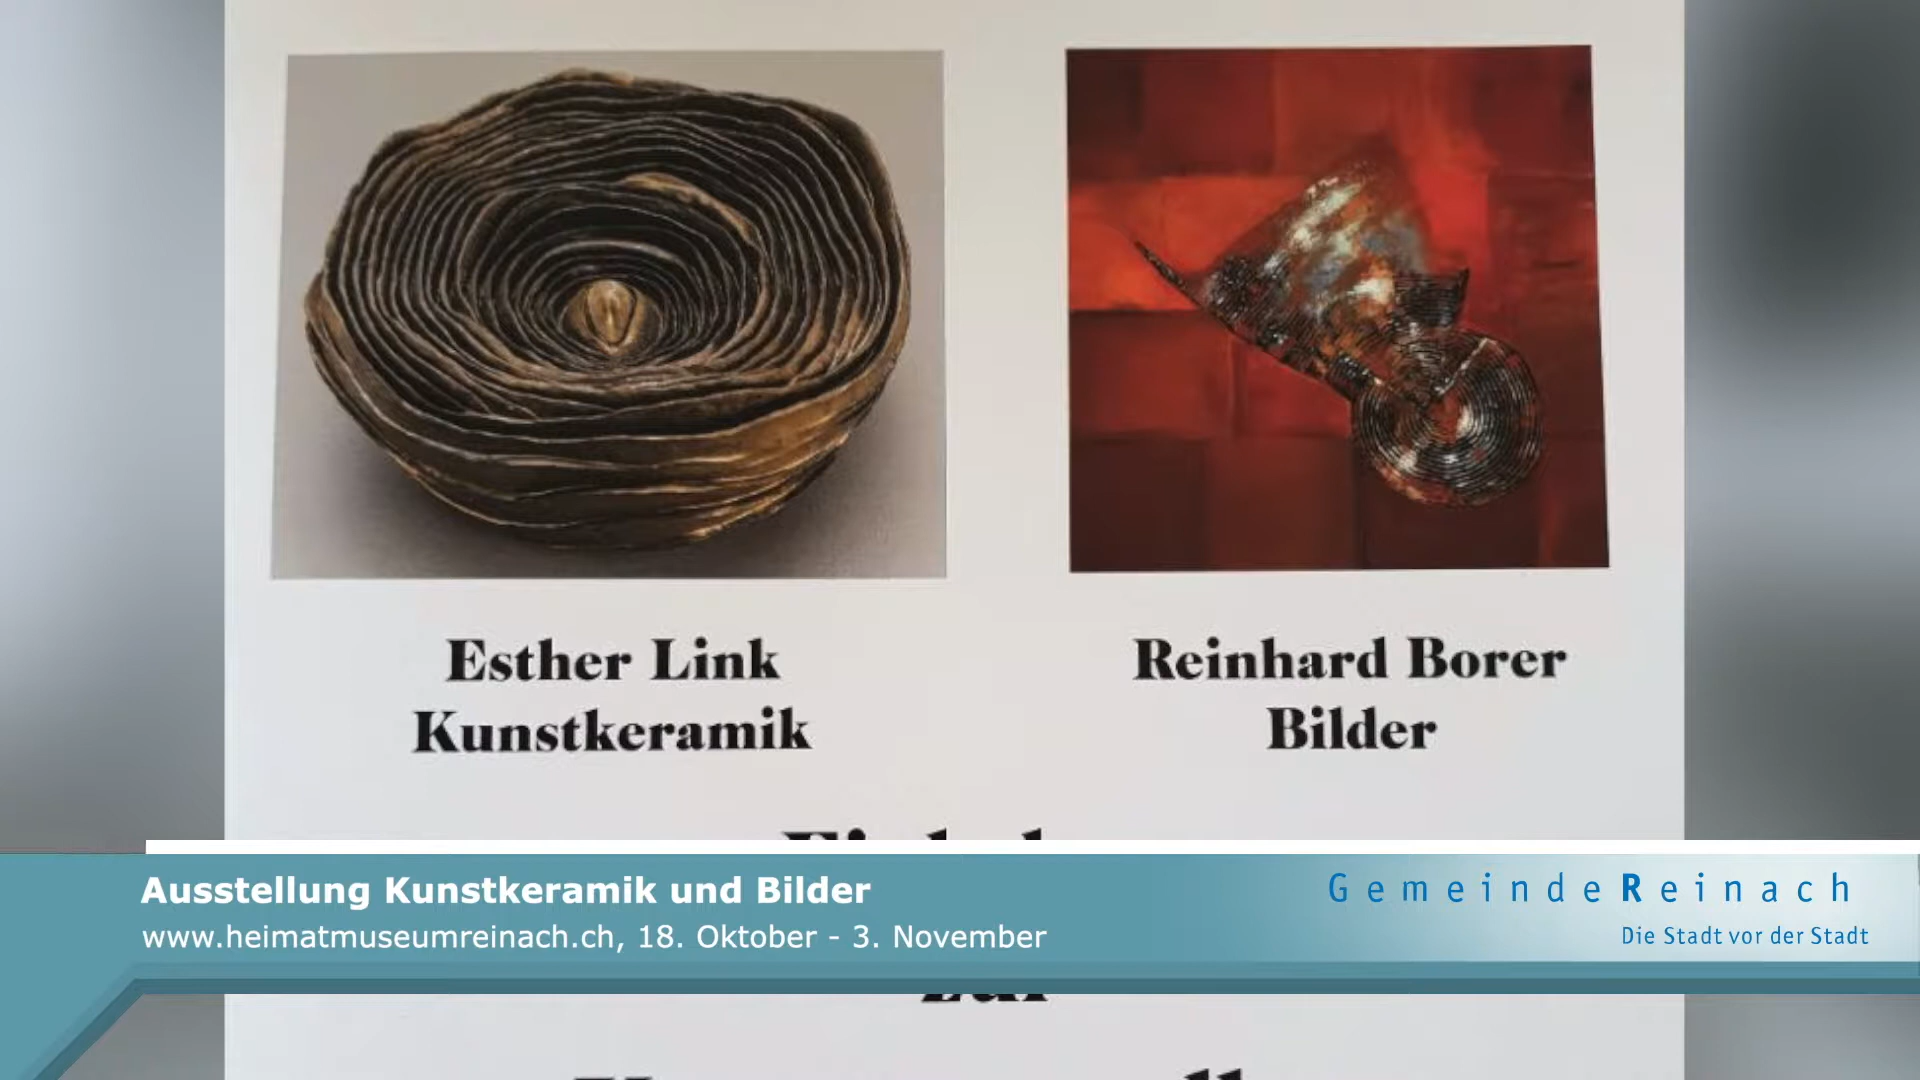 Esther Link
Kunstkeramik
Reinhard Borer
Bilder
Ausstellung Kunstkeramik und Bilder
www.heimatmuseumreinach.ch, 18. Oktober - 3. November
GemeindeReinach
Die Stadt vor der Stadt